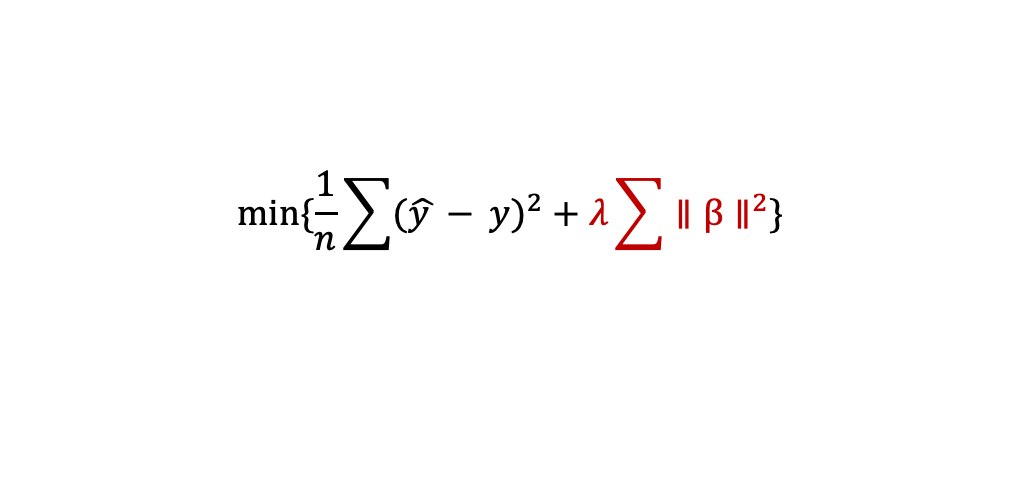 min{1/n ∑(ŷ − y)² + λ ∑ ‖ β ‖²}